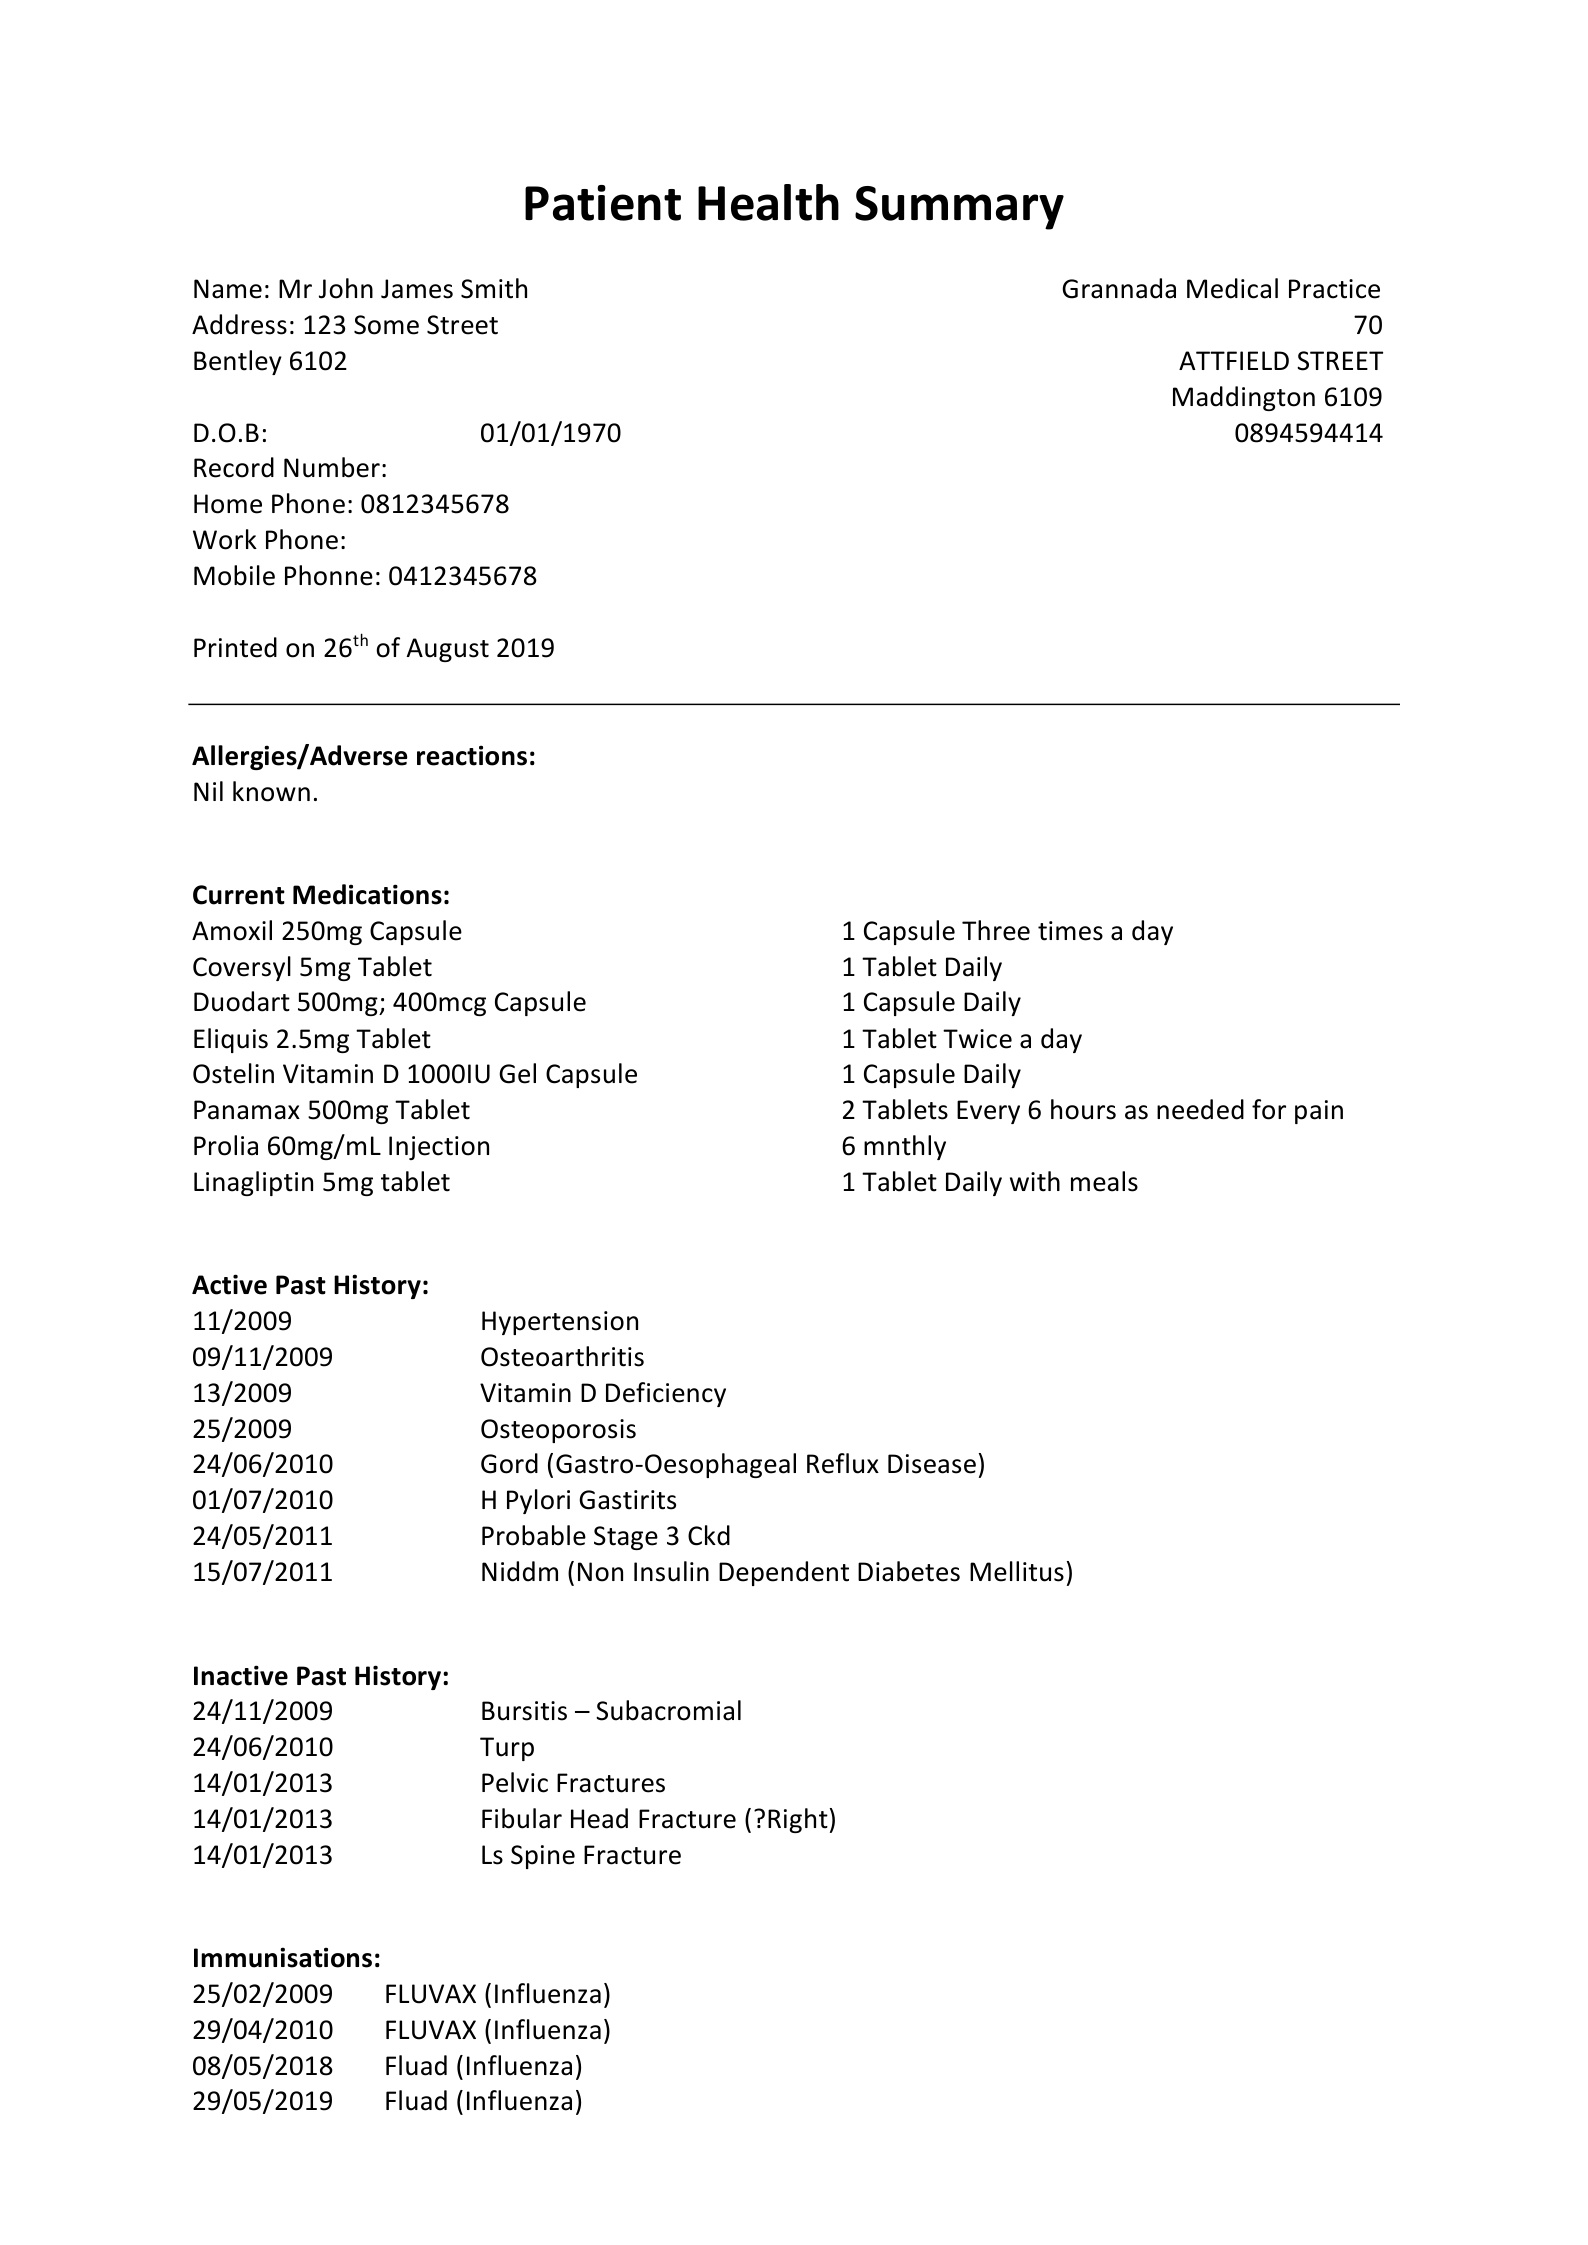 Patient Health Summary
Name: Mr John James Smith
Address: 123 Some Street
Bentley 6102
D.O.B: 01/01/1970
Record Number:
Home Phone: 0812345678
Work Phone:
Mobile Phonne: 0412345678
Printed on 26th of August 2019
Grannada Medical Practice
70
ATTFIELD STREET
Maddington 6109
0894594414
Allergies/Adverse reactions:
Nil known.
Current Medications:
Amoxil 250mg Capsule 1 Capsule Three times a day
Coversyl 5mg Tablet 1 Tablet Daily
Duodart 500mg; 400mcg Capsule 1 Capsule Daily
Eliquis 2.5mg Tablet 1 Tablet Twice a day
Ostelin Vitamin D 1000IU Gel Capsule 1 Capsule Daily
Panamax 500mg Tablet 2 Tablets Every 6 hours as needed for pain
Prolia 60mg/mL Injection 6 mnthly
Linagliptin 5mg tablet 1 Tablet Daily with meals
Active Past History:
11/2009 Hypertension
09/11/2009 Osteoarthritis
13/2009 Vitamin D Deficiency
25/2009 Osteoporosis
24/06/2010 Gord (Gastro-Oesophageal Reflux Disease)
01/07/2010 H Pylori Gastirits
24/05/2011 Probable Stage 3 Ckd
15/07/2011 Niddm (Non Insulin Dependent Diabetes Mellitus)
Inactive Past History:
24/11/2009 Bursitis – Subacromial
24/06/2010 Turp
14/01/2013 Pelvic Fractures
14/01/2013 Fibular Head Fracture (?Right)
14/01/2013 Ls Spine Fracture
Immunisations:
25/02/2009 FLUVAX (Influenza)
29/04/2010 FLUVAX (Influenza)
08/05/2018 Fluad (Influenza)
29/05/2019 Fluad (Influenza)